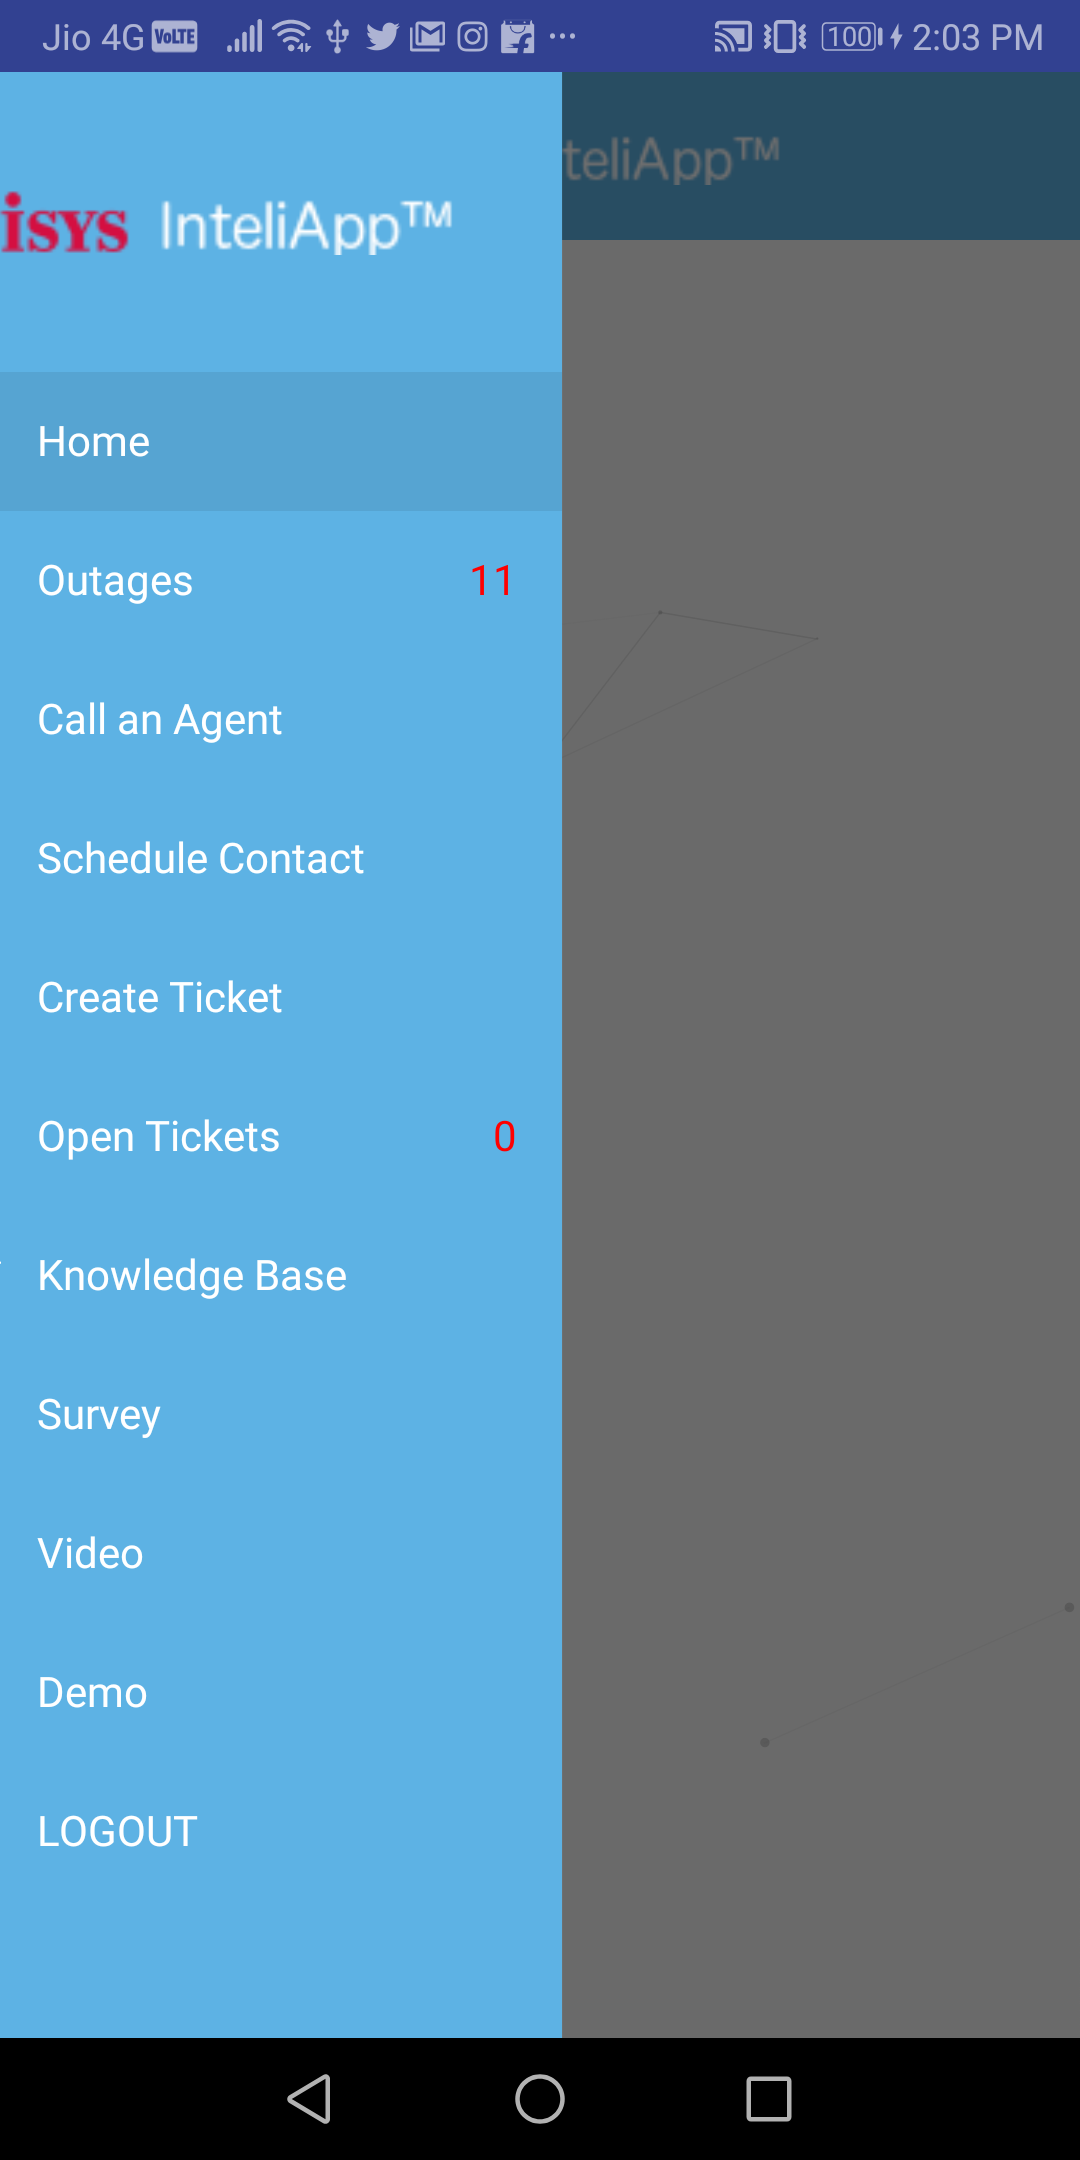 Jio 4G VoLTE 100 2:03 PM
teliApp™
isys InteliApp™
Home
Outages 11
Call an Agent
Schedule Contact
Create Ticket
Open Tickets 0
Knowledge Base
Survey
Video
Demo
LOGOUT